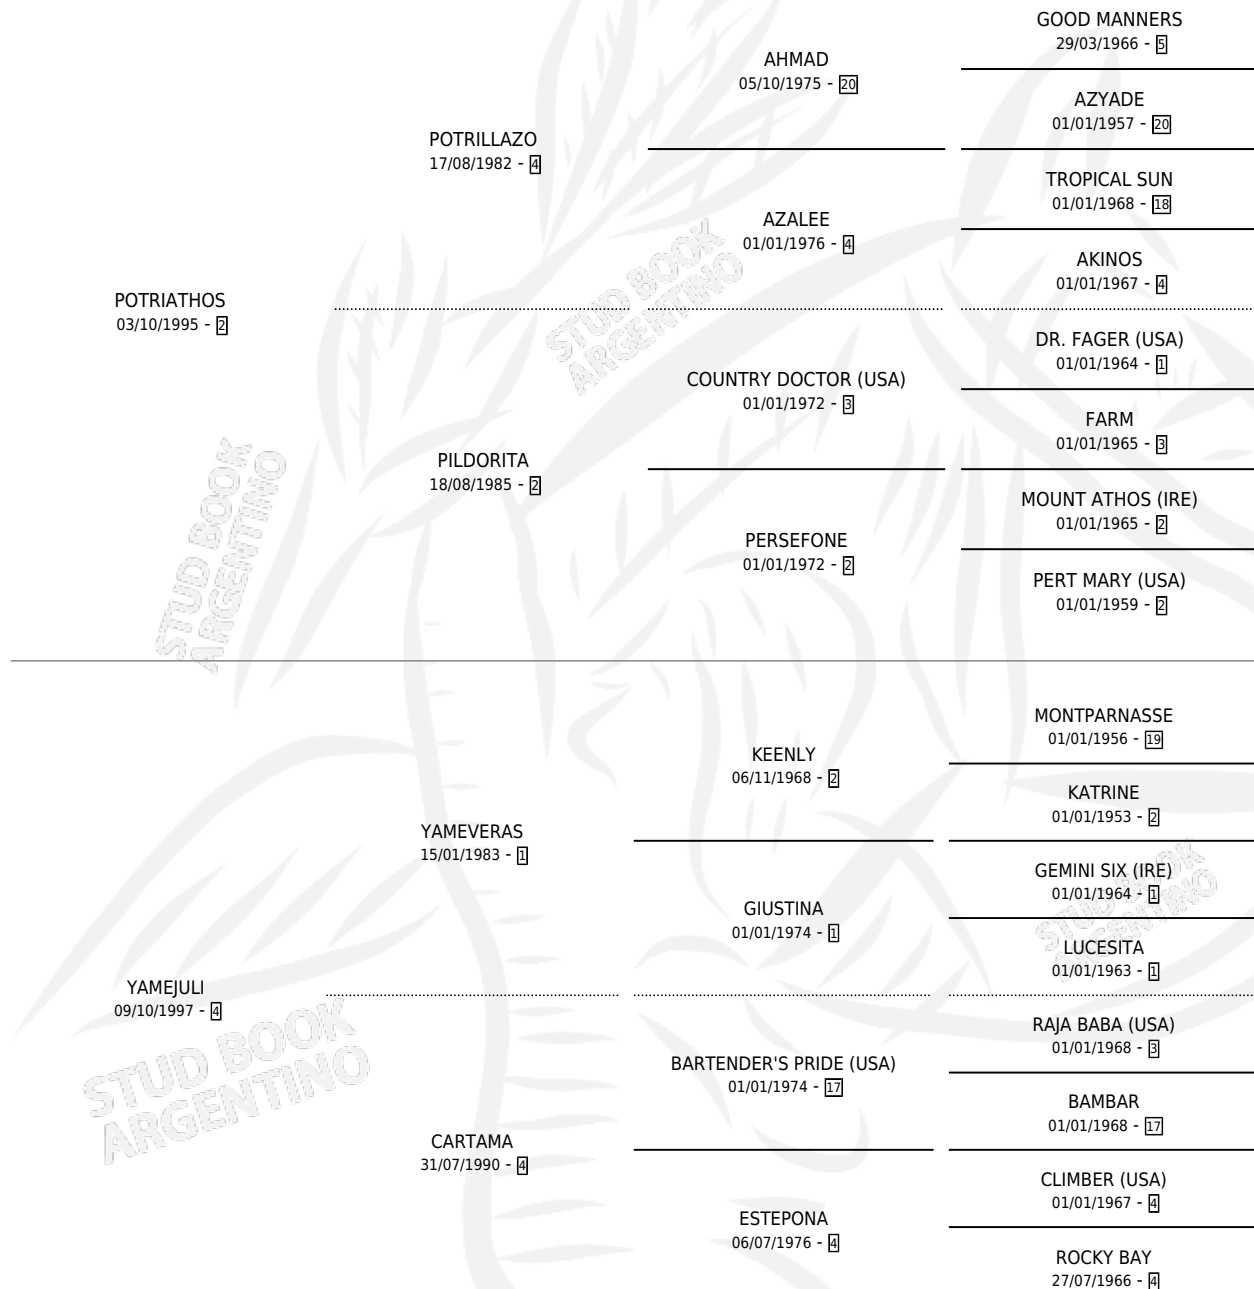 GOOD MANNERS
29/03/1966 - 5
AHMAD
05/10/1975 - 20
AZYADE
01/01/1957 - 20
POTRILLAZO
17/08/1982 - 4
TROPICAL SUN
01/01/1968 - 18
AZALEE
01/01/1976 - 4
AKINOS
01/01/1967 - 4
POTRIATHOS
03/10/1995 - 2
DR. FAGER (USA)
01/01/1964 - 1
COUNTRY DOCTOR (USA)
01/01/1972 - 3
FARM
01/01/1965 - 3
PILDORITA
18/08/1985 - 2
MOUNT ATHOS (IRE)
01/01/1965 - 2
PERSEFONE
01/01/1972 - 2
PERT MARY (USA)
01/01/1959 - 2
MONTPARNASSE
01/01/1956 - 19
KEENLY
06/11/1968 - 2
KATRINE
01/01/1953 - 2
YAMEVERAS
15/01/1983 - 1
GEMINI SIX (IRE)
01/01/1964 - 1
GIUSTINA
01/01/1974 - 1
LUCESITA
01/01/1963 - 1
YAMEJULI
09/10/1997 - 4
RAJA BABA (USA)
01/01/1968 - 3
BARTENDER'S PRIDE (USA)
01/01/1974 - 17
BAMBAR
01/01/1968 - 17
CARTAMA
31/07/1990 - 4
CLIMBER (USA)
01/01/1967 - 4
ESTEPONA
06/07/1976 - 4
ROCKY BAY
27/07/1966 - 4
STUD BOOK
ARGENTINO
STUD BOOK
ARGENTINO
STUD BOOK
ARGENTINO
STUD BOOK
ARGENTINO